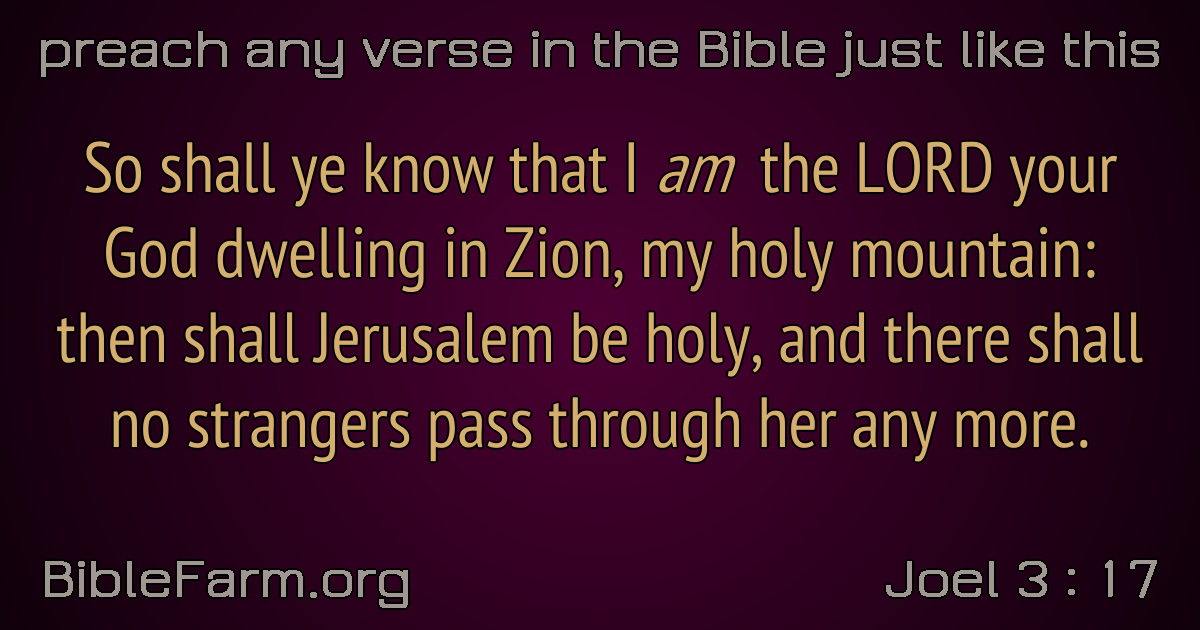 preach any verse in the Bible just like this
So shall ye know that I am the LORD your
God dwelling in Zion, my holy mountain:
then shall Jerusalem be holy, and there shall
no strangers pass through her any more.
BibleFarm.org
Joel 3 : 17